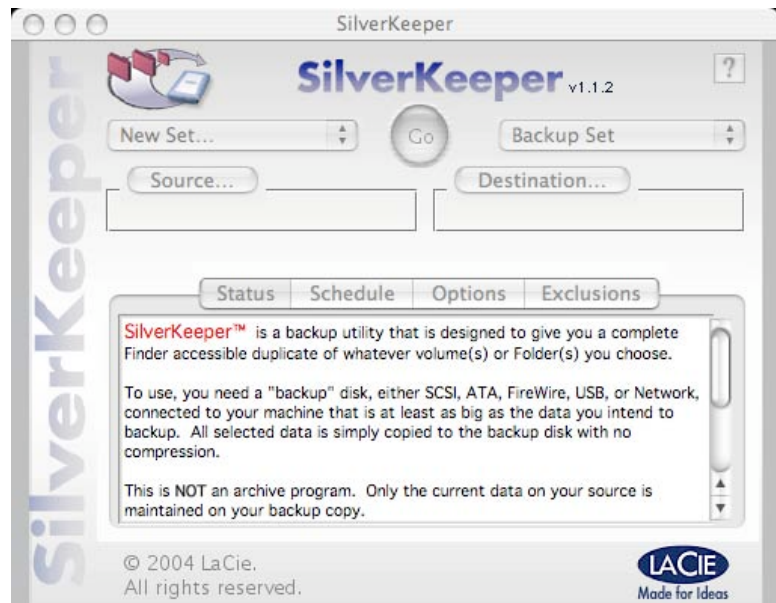 SilverKeeper
SilverKeeper
SilverKeeper v1.1.2
?
New Set...
Go
Backup Set
Source...
Destination...
Status
Schedule
Options
Exclusions
SilverKeeper™ is a backup utility that is designed to give you a complete
Finder accessible duplicate of whatever volume(s) or Folder(s) you choose.
To use, you need a "backup" disk, either SCSI, ATA, FireWire, USB, or Network,
connected to your machine that is at least as big as the data you intend to
backup. All selected data is simply copied to the backup disk with no
compression.
This is NOT an archive program. Only the current data on your source is
maintained on your backup copy.
© 2004 LaCie.
All rights reserved.
LACIE
Made for Ideas